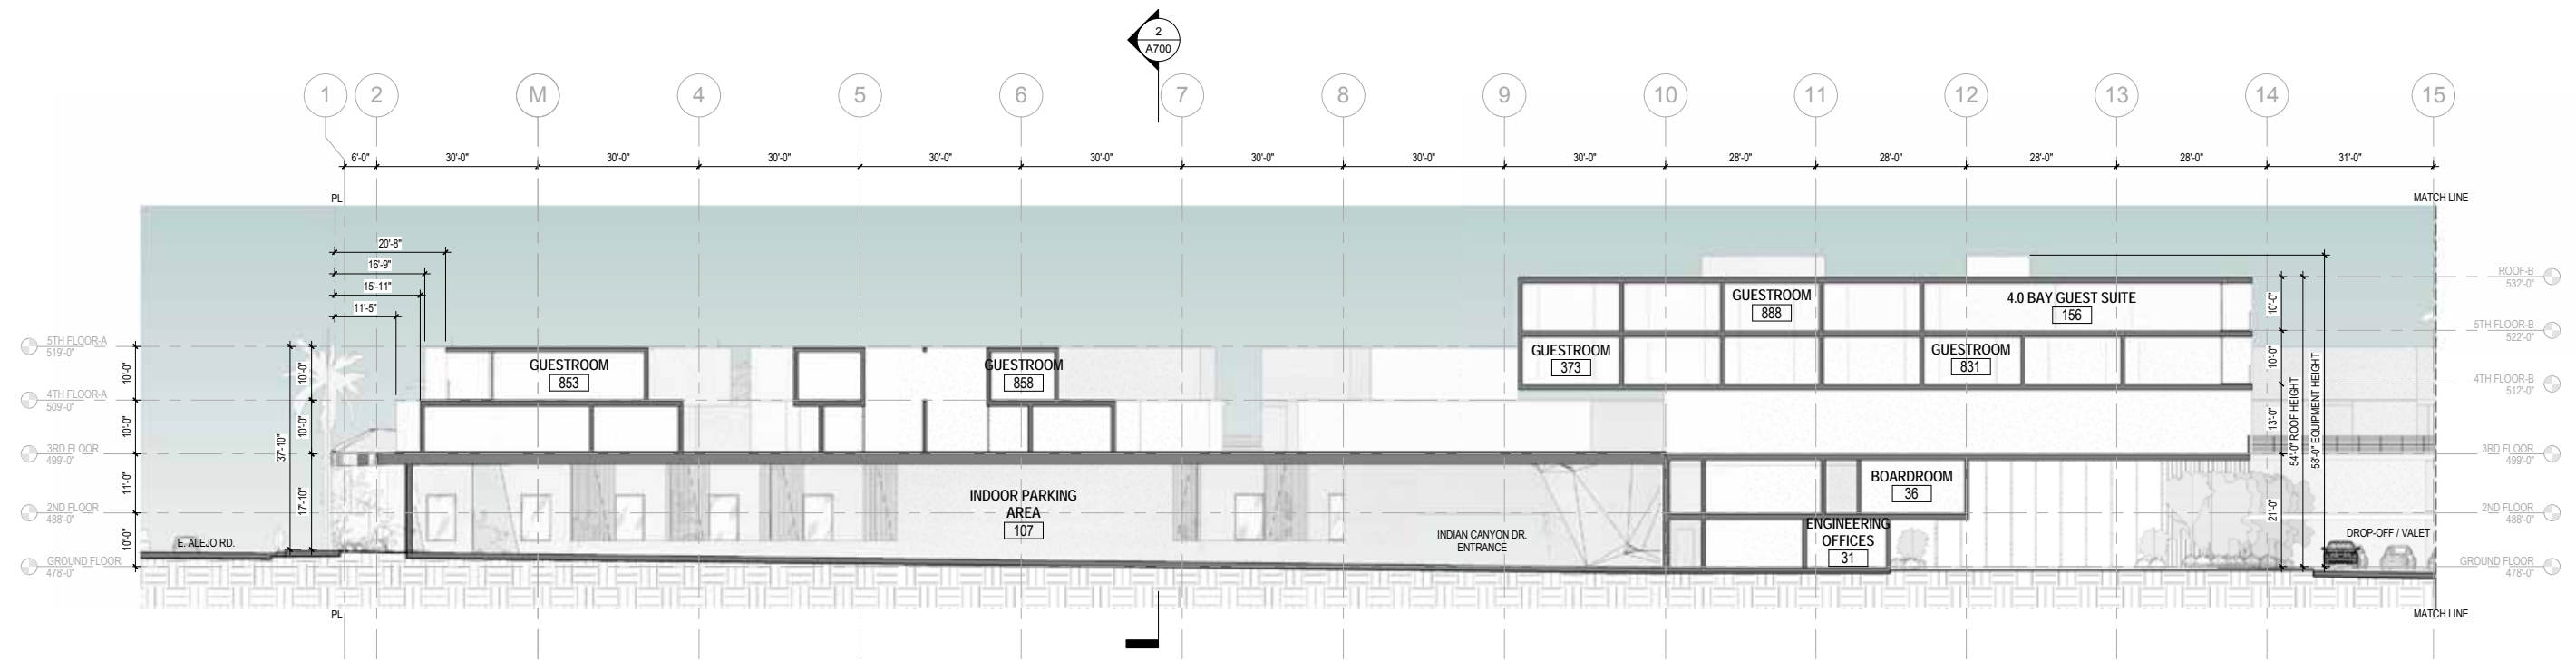 2
A700
1 2 M 4 5 6 7 8 9 10 11 12 13 14 15
6'-0" 30'-0" 30'-0" 30'-0" 30'-0" 30'-0" 30'-0" 30'-0" 30'-0" 28'-0" 28'-0" 28'-0" 28'-0" 31'-0"
PL
MATCH LINE
20'-8"
16'-9"
15'-11"
11'-5"
5TH FLOOR-A
519'-0"
4TH FLOOR-A
509'-0"
3RD FLOOR
499'-0"
2ND FLOOR
488'-0"
GROUND FLOOR
478'-0"
10'-0"
10'-0"
11'-0"
10'-0"
37'-10"
10'-0"
10'-0"
17'-10"
E. ALEJO RD.
GUESTROOM
853
GUESTROOM
858
INDOOR PARKING
AREA
107
INDIAN CANYON DR.
ENTRANCE
GUESTROOM
888
4.0 BAY GUEST SUITE
156
GUESTROOM
373
GUESTROOM
831
BOARDROOM
36
ENGINEERING
OFFICES
31
DROP-OFF / VALET
10'-0"
10'-0"
13'-0"
21'-0"
54'-0" ROOF HEIGHT
58'-0" EQUIPMENT HEIGHT
ROOF-B
532'-0"
5TH FLOOR-B
522'-0"
4TH FLOOR-B
512'-0"
3RD FLOOR
499'-0"
2ND FLOOR
488'-0"
GROUND FLOOR
478'-0"
PL
MATCH LINE